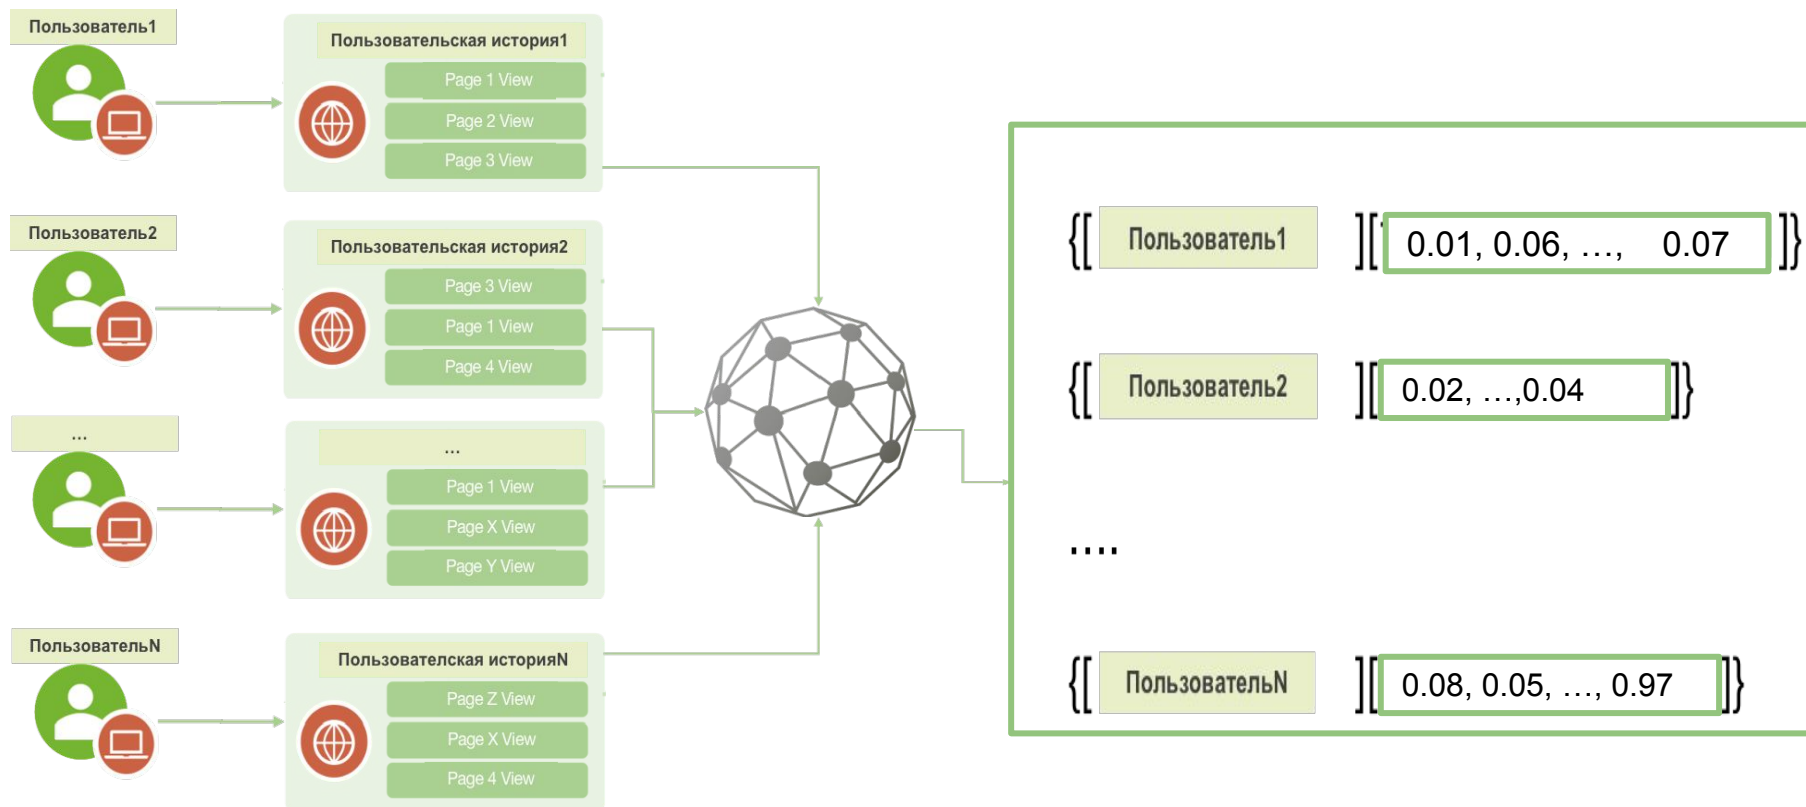 Пользователь1
Пользовательская история1
Page 1 View
Page 2 View
Page 3 View
Пользователь2
Пользовательская история2
Page 3 View
Page 1 View
Page 4 View
...
...
Page 1 View
Page X View
Page Y View
ПользовательN
Пользователская историяN
Page Z View
Page X View
Page 4 View
{[ Пользователь1 ][ 0.01, 0.06, …, 0.07 ]}
{[ Пользователь2 ][ 0.02, …,0.04 ]}
....
{[ ПользовательN ][ 0.08, 0.05, …, 0.97 ]}